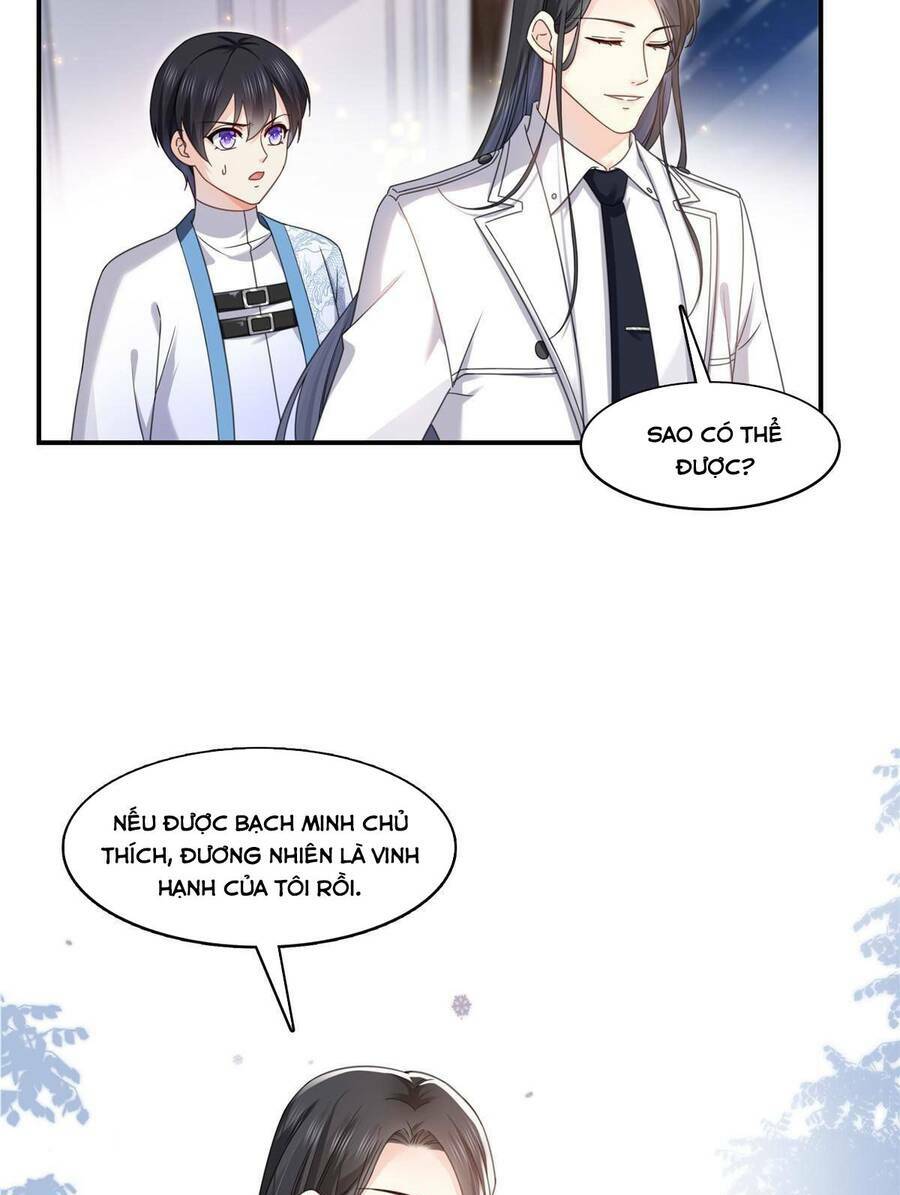 SAO CÓ THỂ
ĐƯỢC?
NẾU ĐƯỢC BẠCH MINH CHỦ
THÍCH, ĐƯƠNG NHIÊN LÀ VINH
HẠNH CỦA TÔI RỒI.